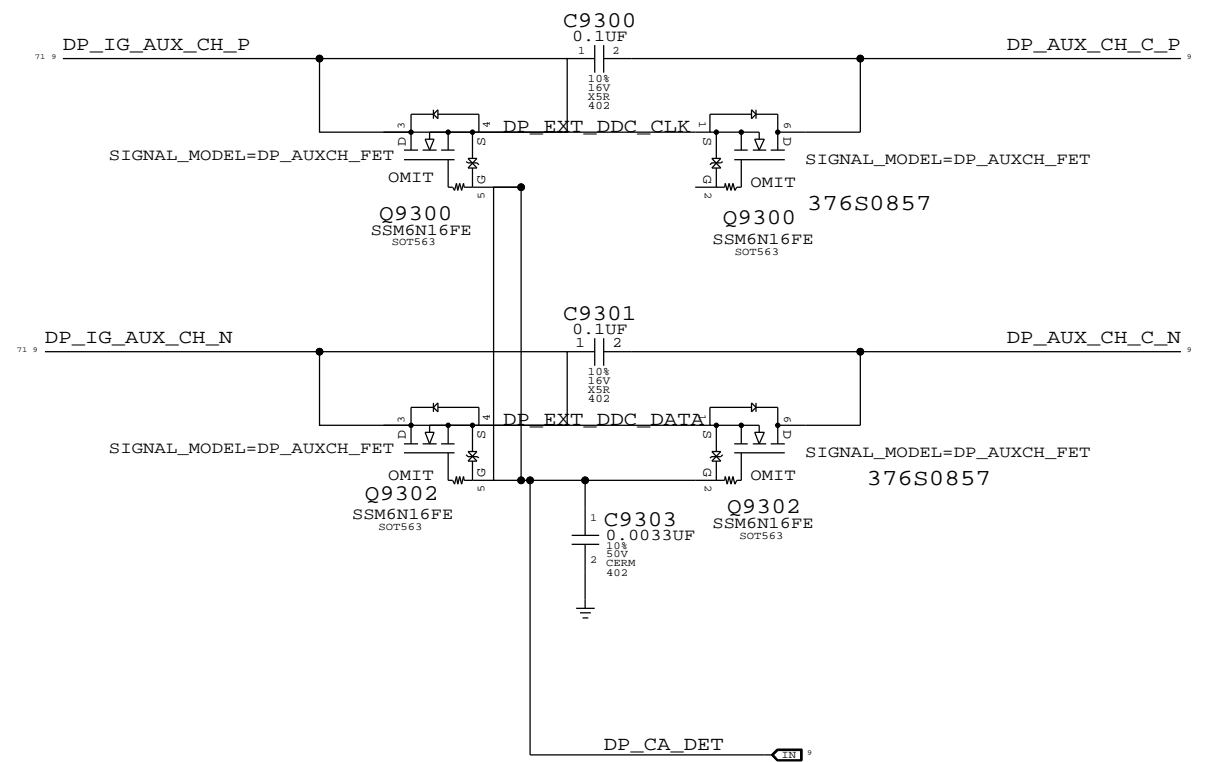 C9300
0.1UF
DP_IG_AUX_CH_P
DP_AUX_CH_C_P
71 9
1 2
9
10%
16V
X5R
402
3
4
DP_EXT_DDC_CLK
1
6
D
S
S
D
SIGNAL_MODEL=DP_AUXCH_FET
SIGNAL_MODEL=DP_AUXCH_FET
OMIT
G
5
G
2
OMIT
376S0857
Q9300
SSM6N16FE
SOT563
Q9300
SSM6N16FE
SOT563
C9301
0.1UF
DP_IG_AUX_CH_N
DP_AUX_CH_C_N
71 9
1 2
9
10%
16V
X5R
402
3
4
DP_EXT_DDC_DATA
1
6
D
S
S
D
SIGNAL_MODEL=DP_AUXCH_FET
SIGNAL_MODEL=DP_AUXCH_FET
OMIT
G
5
G
2
OMIT
376S0857
Q9302
SSM6N16FE
SOT563
Q9302
SSM6N16FE
SOT563
1
C9303
0.0033UF
10%
50V
2
CERM
402
DP_CA_DET
IN
9